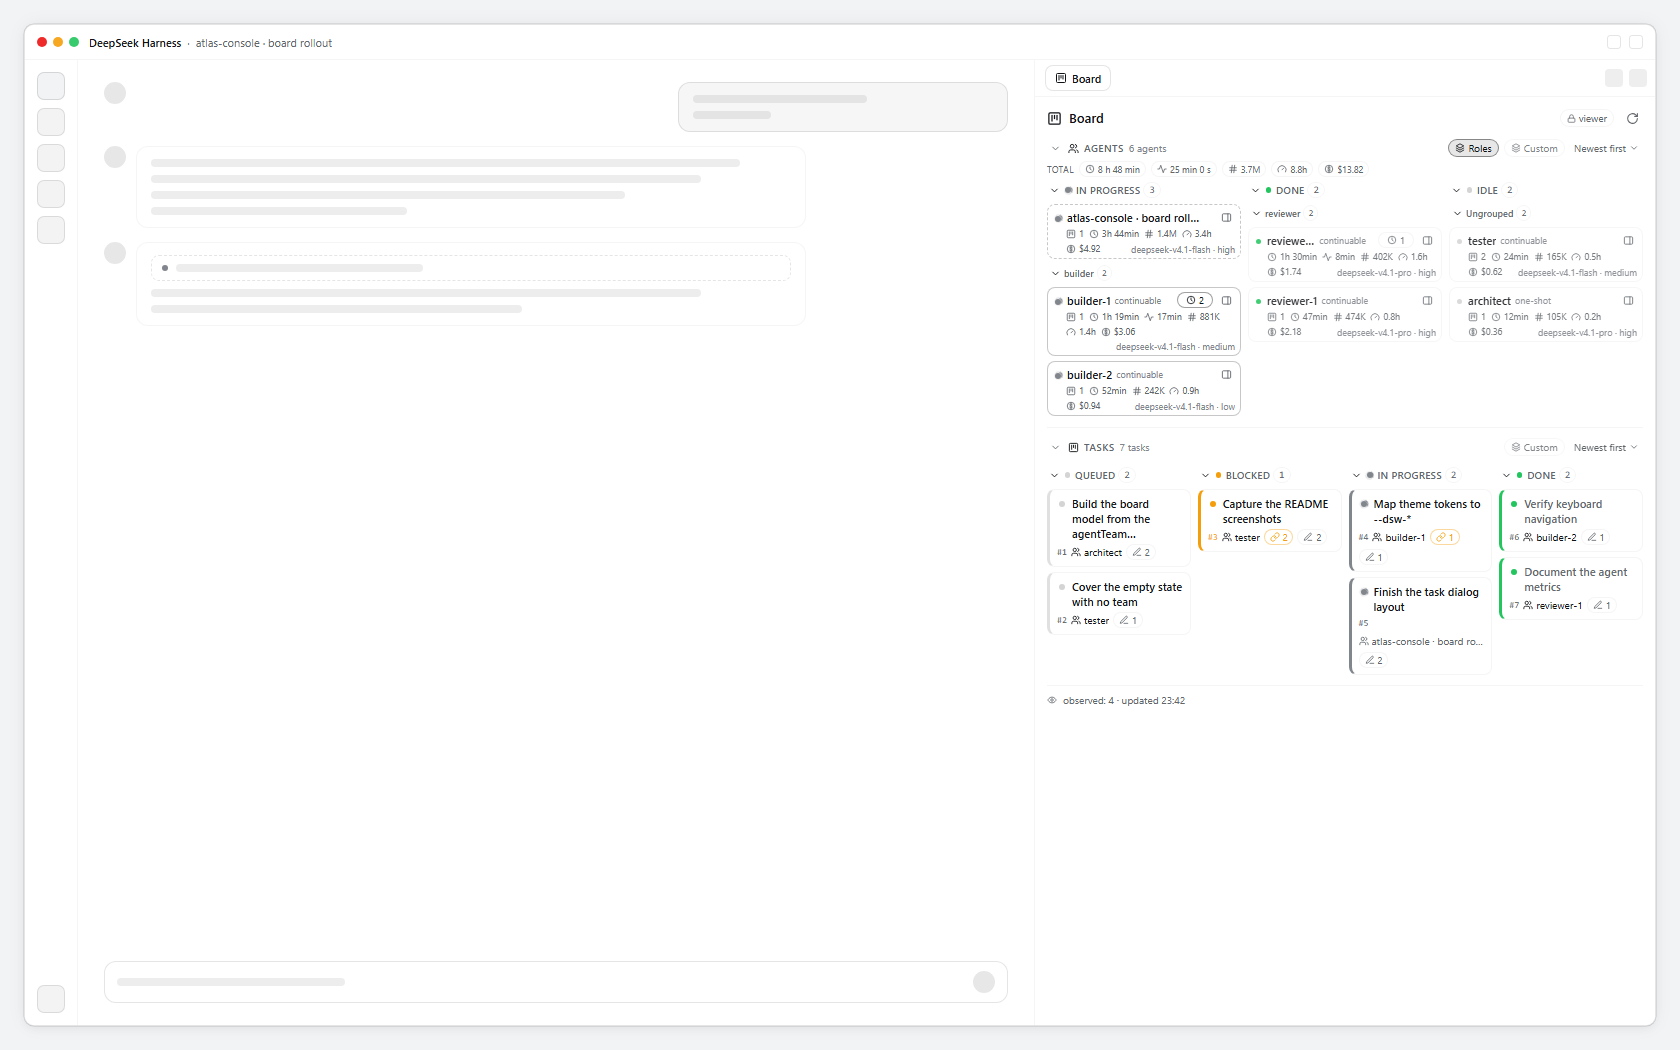 DeepSeek Harness · atlas-console · board rollout
Board
Board
viewer
AGENTS 6 agents
Roles
Custom
Newest first
TOTAL 8 h 48 min 25 min 0 s 3.7M 8.8h $13.82
IN PROGRESS 3
atlas-console · board roll...
1 3h 44min 1.4M 3.4h
$4.92 deepseek-v4.1-flash · high
builder 2
builder-1 continuable 2
1 1h 19min 17min 881K
1.4h $3.06
deepseek-v4.1-flash · medium
builder-2 continuable
1 52min 242K 0.9h
$0.94 deepseek-v4.1-flash · low
DONE 2
reviewer 2
reviewe... continuable 1
1h 30min 8min 402K 1.6h
$1.74 deepseek-v4.1-pro · high
reviewer-1 continuable
1 47min 474K 0.8h
$2.18 deepseek-v4.1-pro · high
IDLE 2
Ungrouped 2
tester continuable
2 24min 165K 0.5h
$0.62 deepseek-v4.1-flash · medium
architect one-shot
1 12min 105K 0.2h
$0.36 deepseek-v4.1-pro · high
TASKS 7 tasks
Custom
Newest first
QUEUED 2
Build the board
model from the
agentTeam...
#1 architect 2
Cover the empty state
with no team
#2 tester 1
BLOCKED 1
Capture the README
screenshots
#3 tester 2 2
IN PROGRESS 2
Map theme tokens to
--dsw-*
#4 builder-1 1
1
Finish the task dialog
layout
#5
atlas-console · board ro...
2
DONE 2
Verify keyboard
navigation
#6 builder-2 1
Document the agent
metrics
#7 reviewer-1 1
observed: 4 · updated 23:42